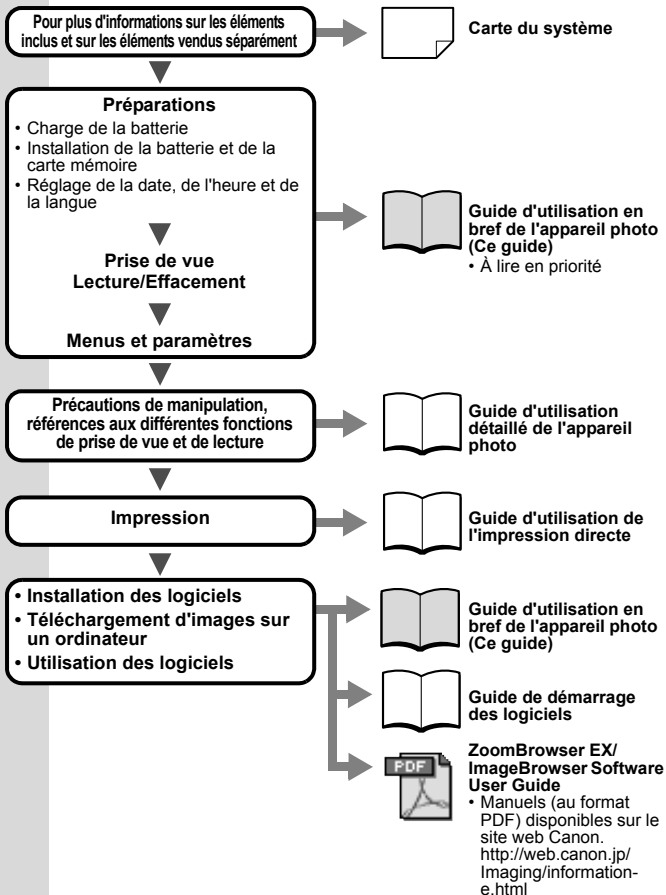 Pour plus d'informations sur les éléments
inclus et sur les éléments vendus séparément
Carte du système
Préparations
• Charge de la batterie
• Installation de la batterie et de la
carte mémoire
• Réglage de la date, de l'heure et de
la langue
Prise de vue
Lecture/Effacement
Menus et paramètres
Guide d'utilisation en
bref de l'appareil photo
(Ce guide)
• À lire en priorité
Précautions de manipulation,
références aux différentes fonctions
de prise de vue et de lecture
Guide d'utilisation
détaillé de l'appareil
photo
Impression
Guide d'utilisation de
l'impression directe
• Installation des logiciels
• Téléchargement d'images sur
un ordinateur
• Utilisation des logiciels
Guide d'utilisation en
bref de l'appareil photo
(Ce guide)
Guide de démarrage
des logiciels
PDF
ZoomBrowser EX/
ImageBrowser Software
User Guide
• Manuels (au format
PDF) disponibles sur le
site web Canon.
http://web.canon.jp/
Imaging/information-
e.html